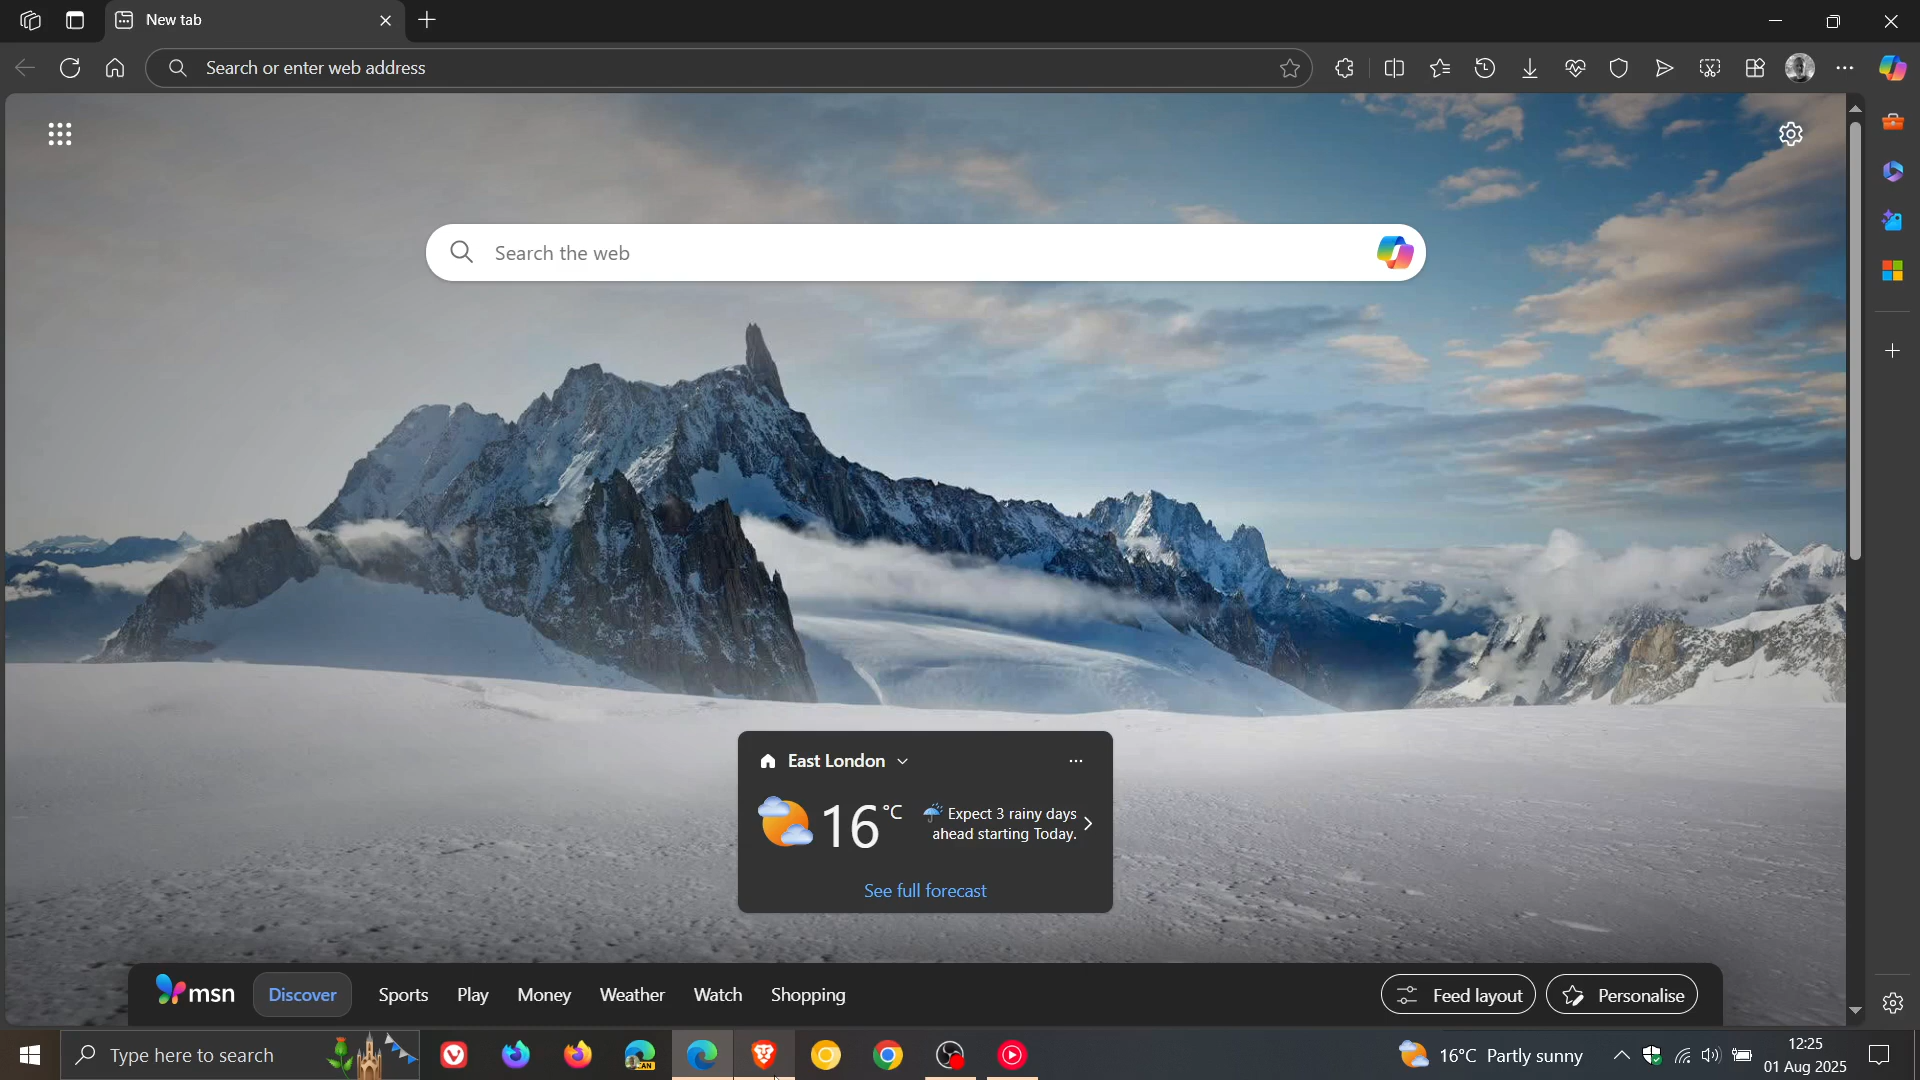 New tab
Search or enter web address
Search the web
East London
16 °C
Expect 3 rainy days
ahead starting Today.
See full forecast
msn Discover Sports Play Money Weather Watch Shopping Feed layout Personalise
Type here to search
CAN
16°C Partly sunny
12:25
01 Aug 2025